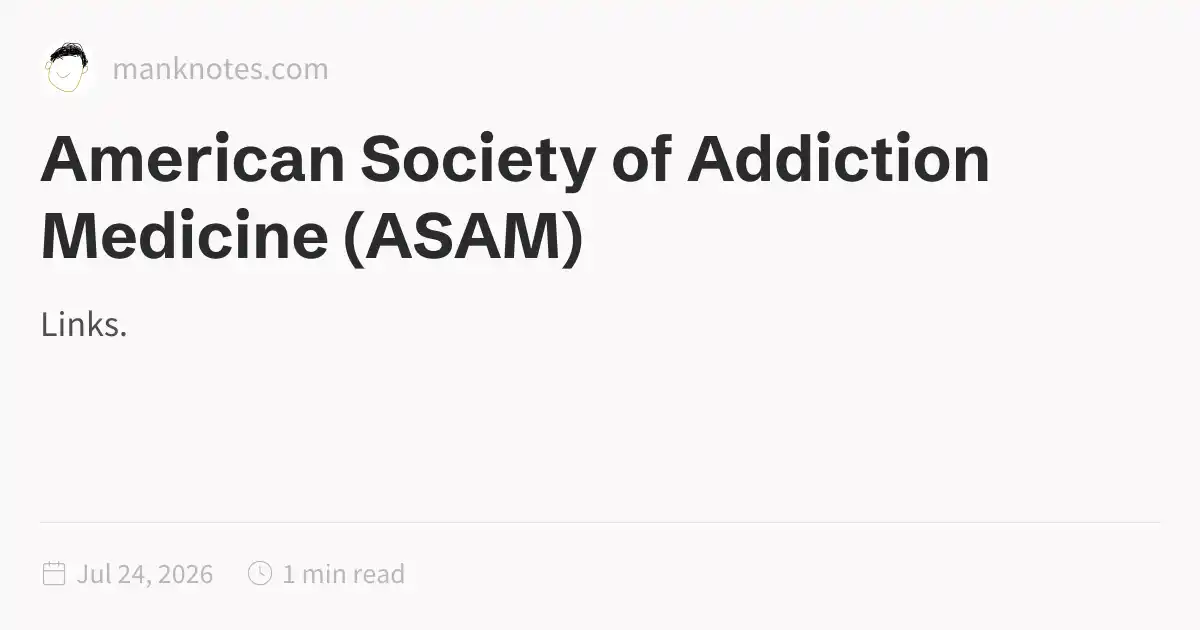 manknotes.com
American Society of Addiction
Medicine (ASAM)
Links.
Jul 24, 2026 1 min read